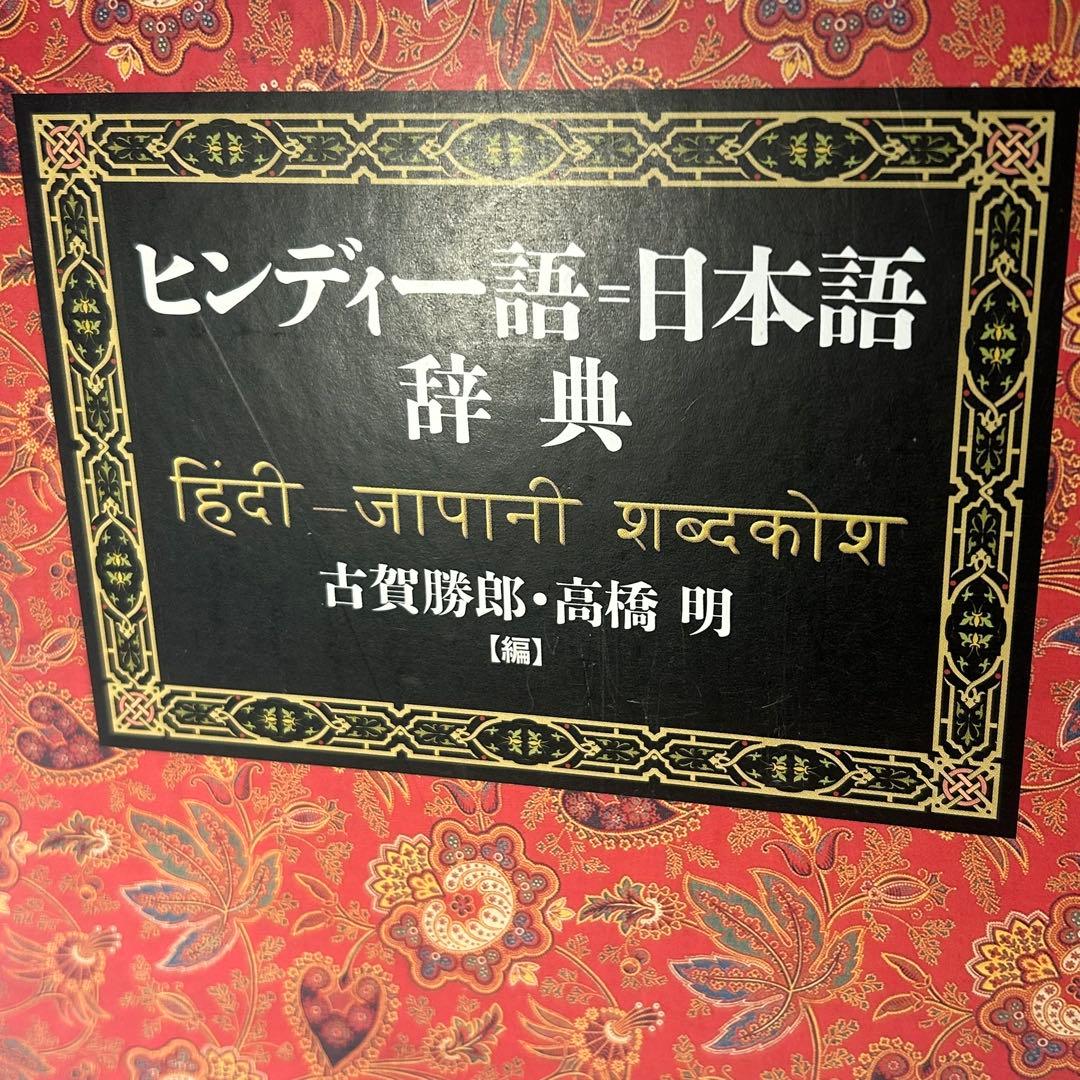 ヒンディー語=日本語
辞典
हिंदी – जापानी शब्दकोश
古賀勝郎・高橋 明
【編】